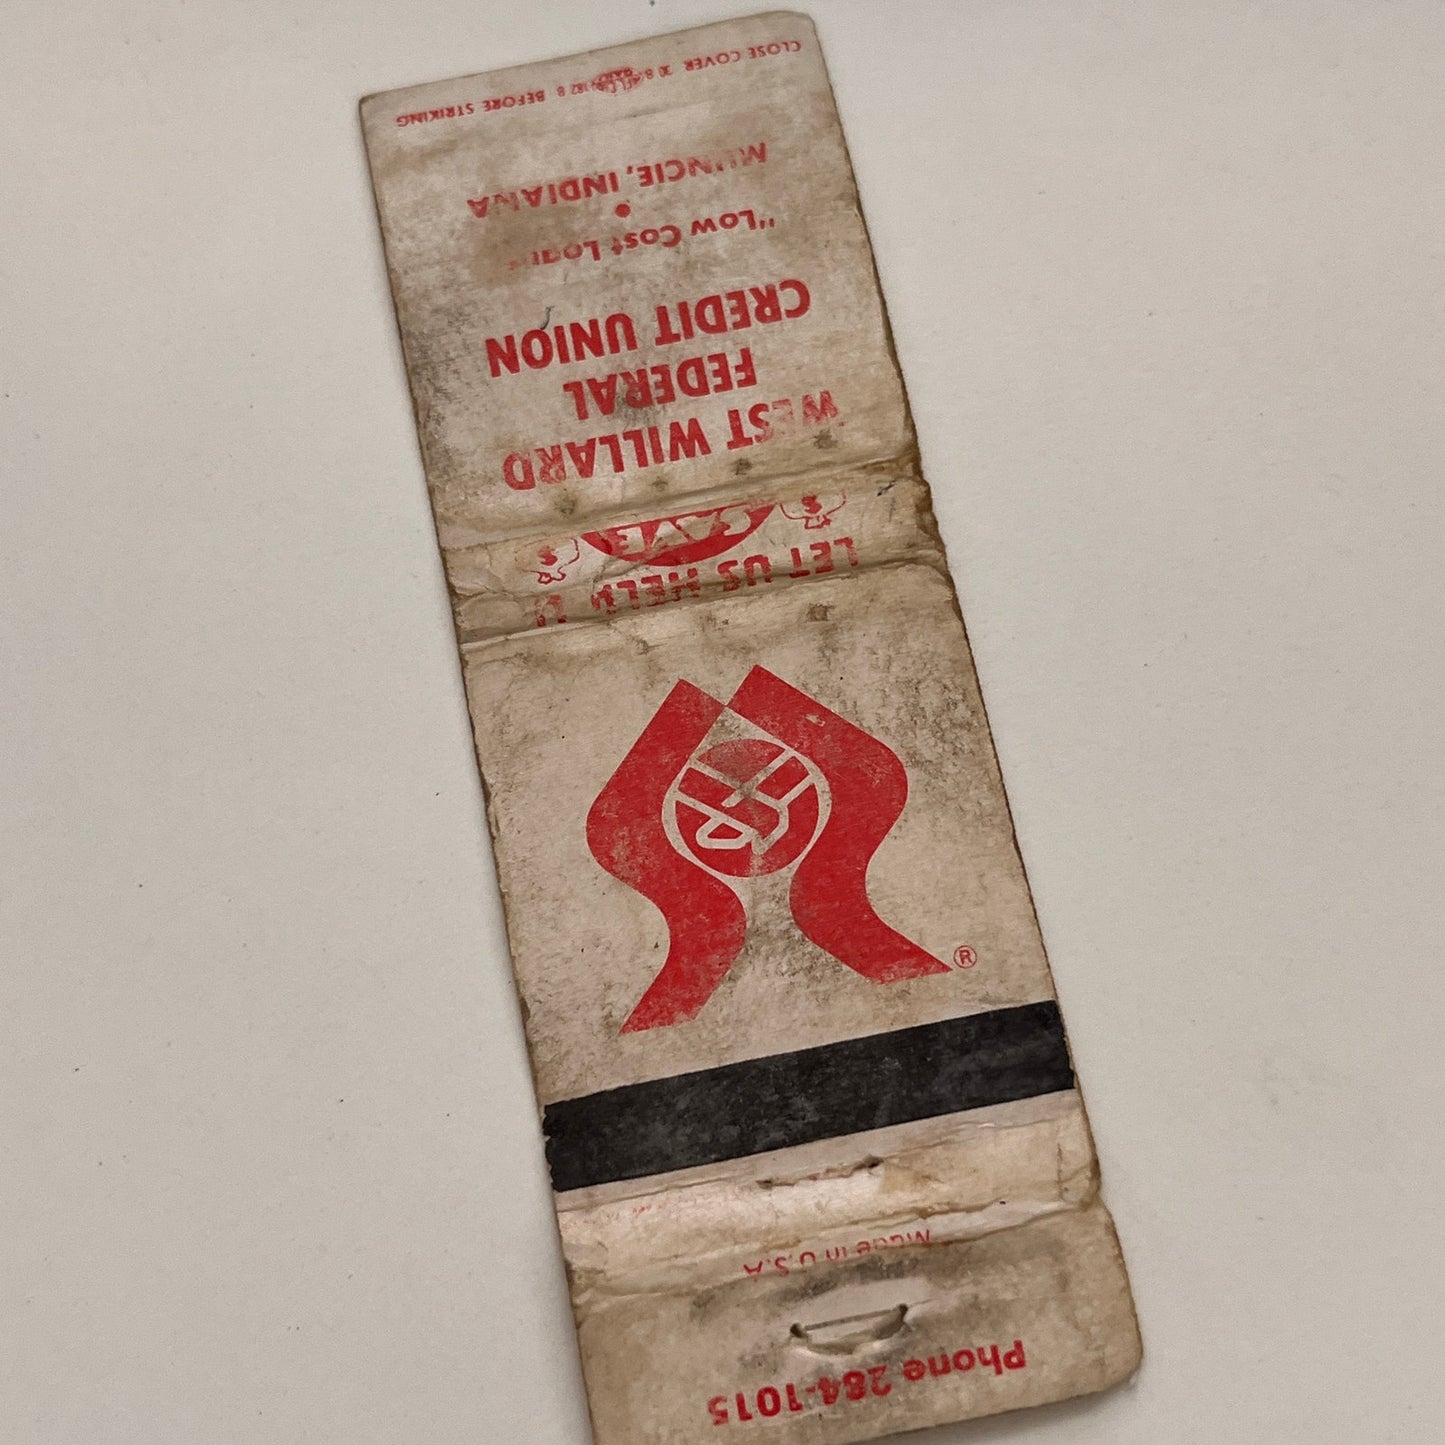 Phone 284-1015
Made in U.S.A
®
LET US HELP
SAVE
$ $
WEST WILLARD
FEDERAL
CREDIT UNION
"Low Cost
•
MUNCIE, INDIANA
CLOSE COVER BEFORE STRIKING